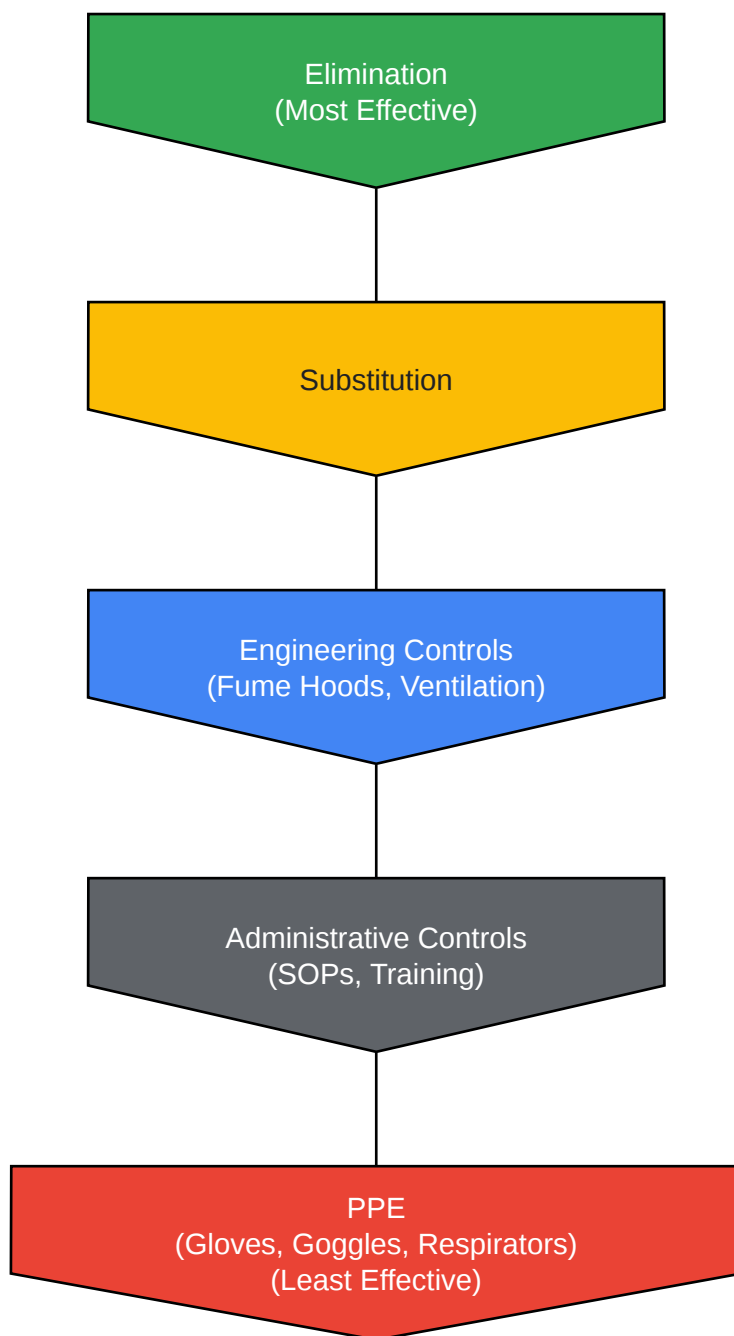 Elimination
(Most Effective)
Substitution
Engineering Controls
(Fume Hoods, Ventilation)
Administrative Controls
(SOPs, Training)
PPE
(Gloves, Goggles, Respirators)
(Least Effective)